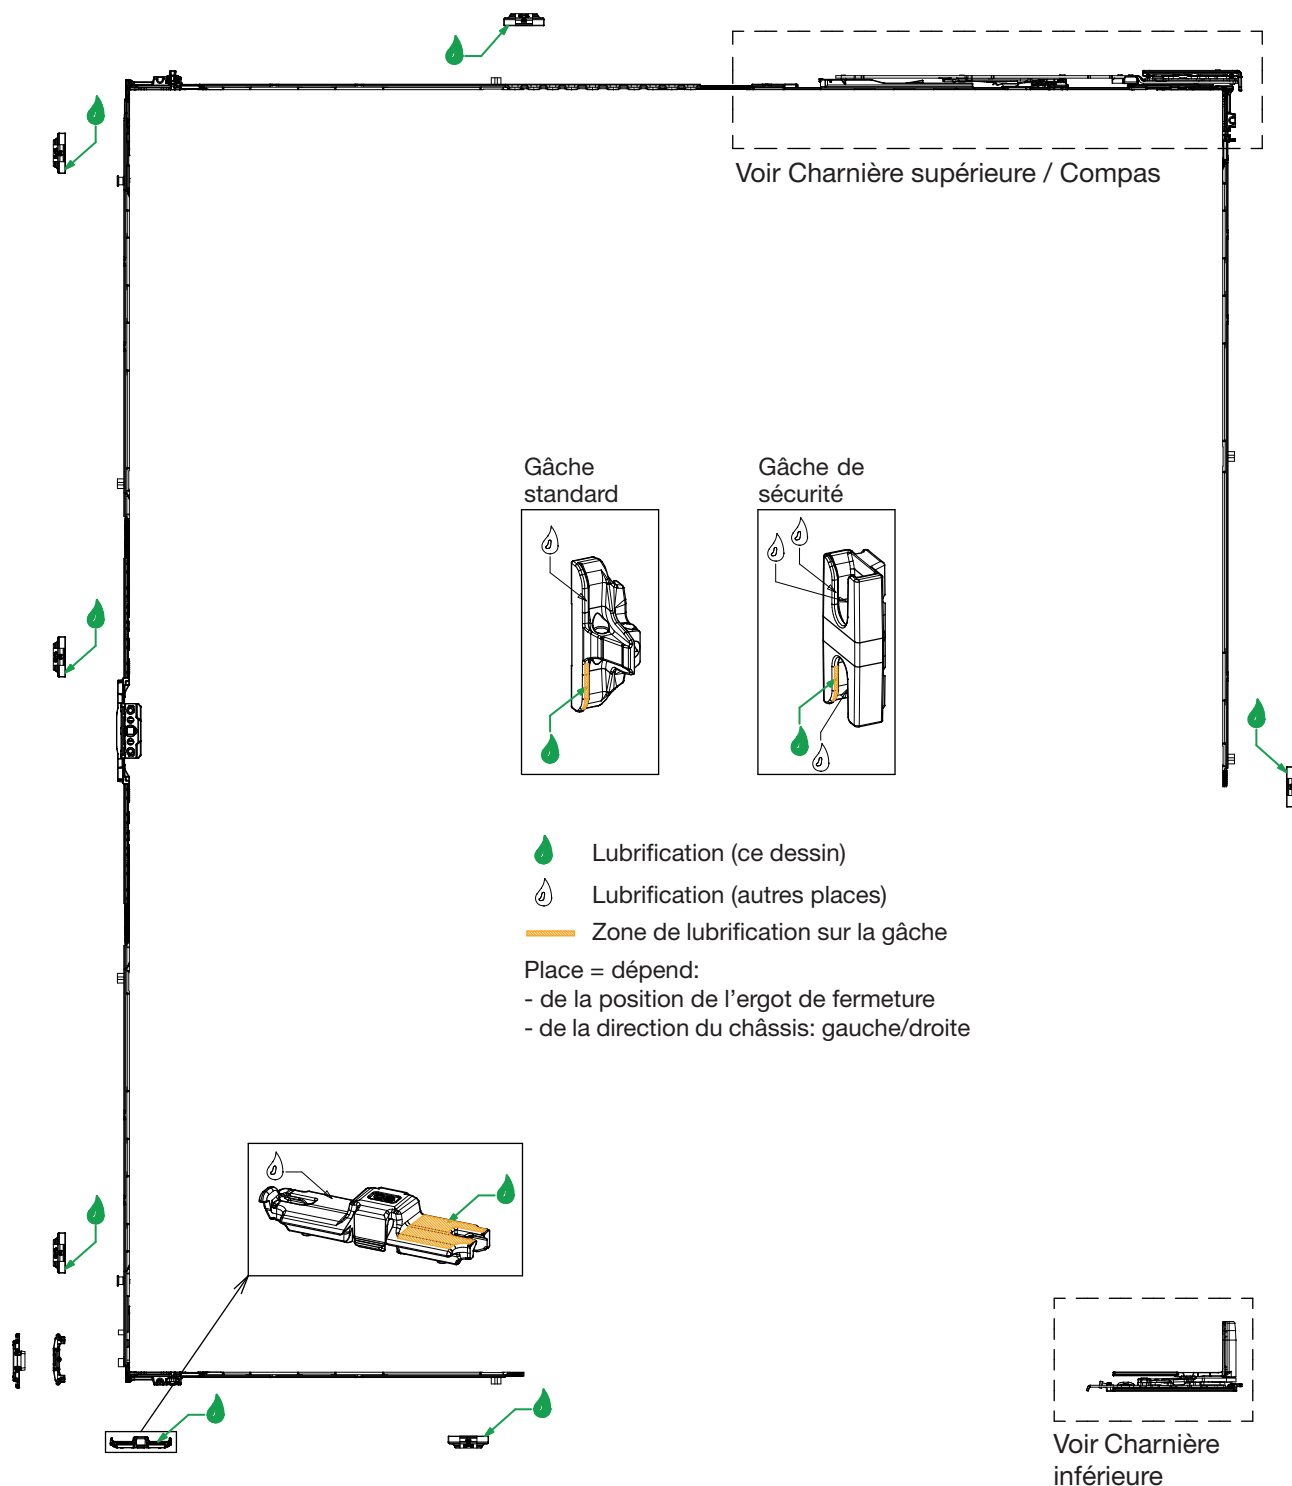 Voir Charnière supérieure / Compas
Gâche
standard
Gâche de
sécurité
Lubrification (ce dessin)
Lubrification (autres places)
Zone de lubrification sur la gâche
Place = dépend:
- de la position de l’ergot de fermeture
- de la direction du châssis: gauche/droite
Voir Charnière
inférieure